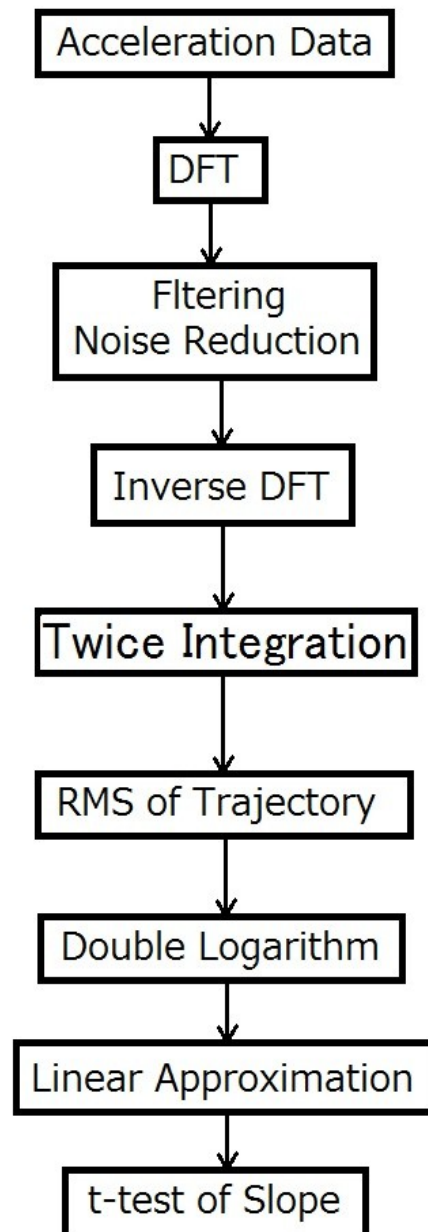 Acceleration Data
DFT
Fltering
Noise Reduction
Inverse DFT
Twice Integration
RMS of Trajectory
Double Logarithm
Linear Approximation
t-test of Slope